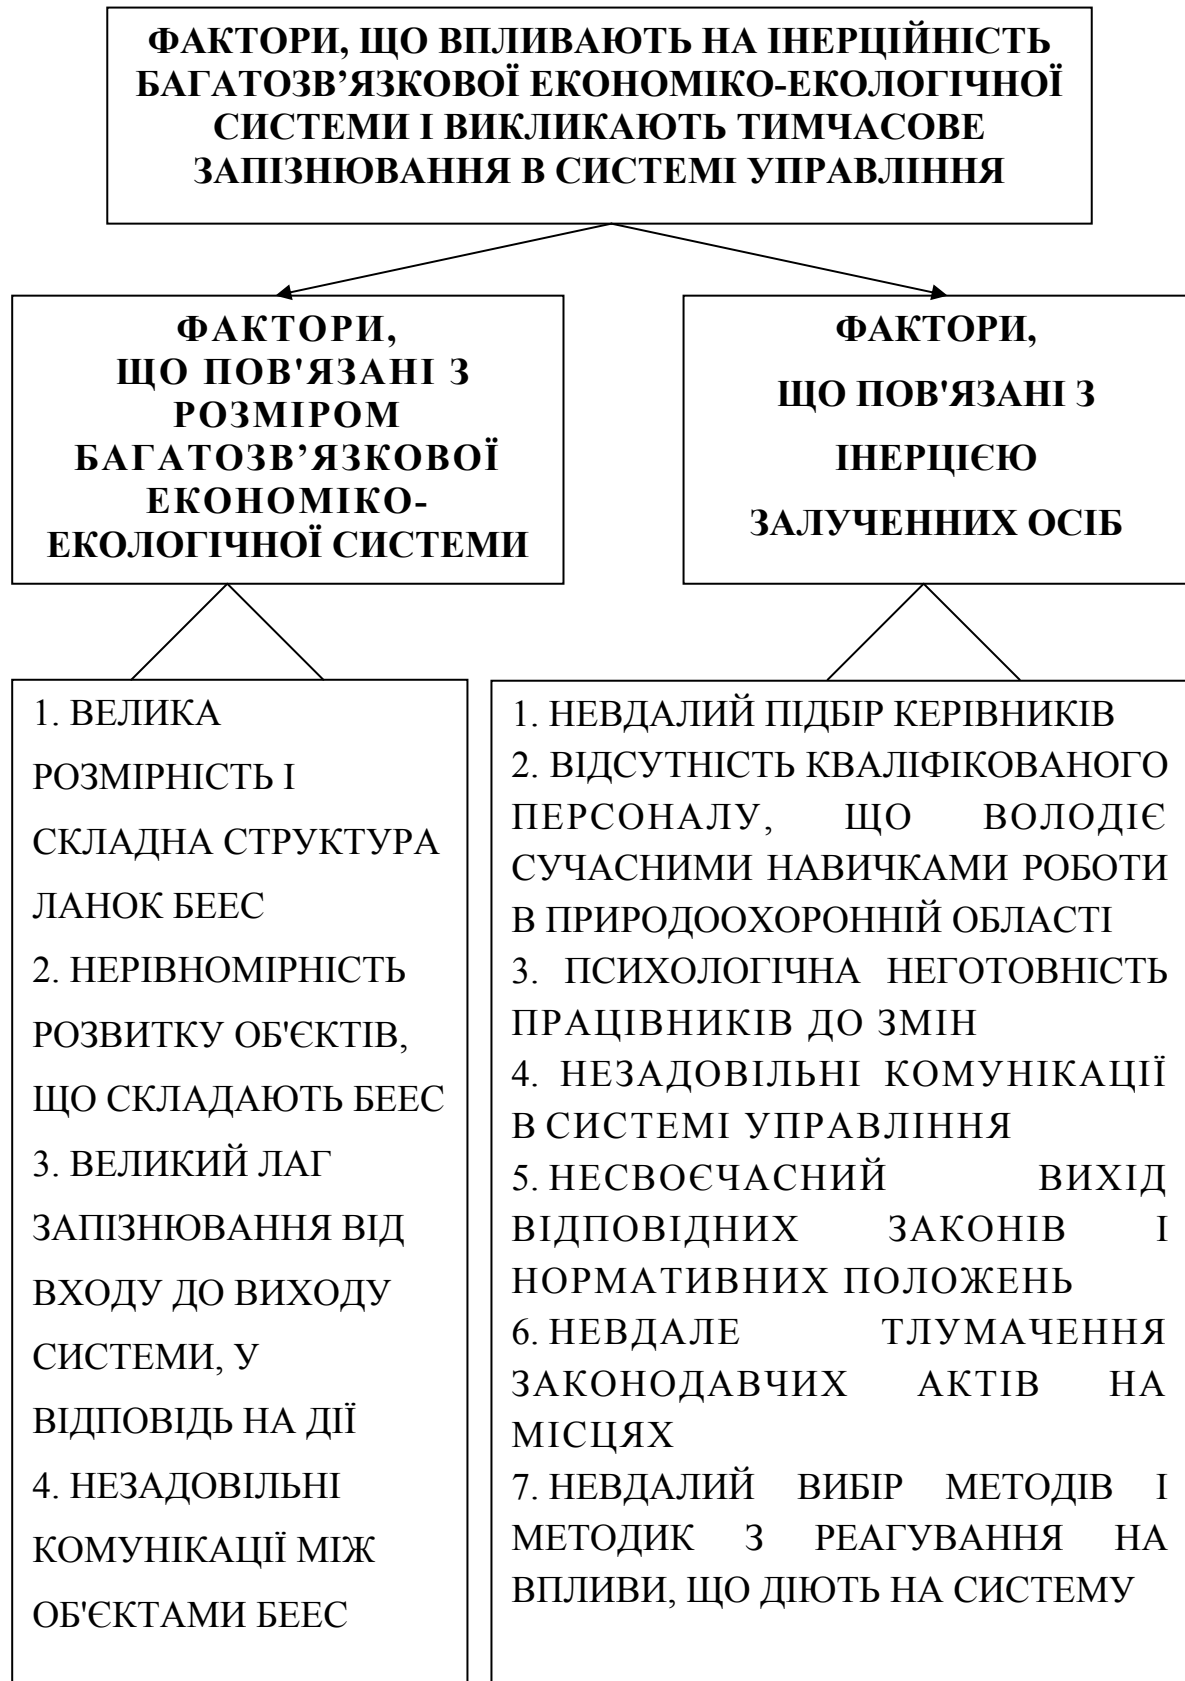 ФАКТОРИ, ЩО ВПЛИВАЮТЬ НА ІНЕРЦІЙНІСТЬ
БАГАТОЗВ’ЯЗКОВОЇ ЕКОНОМІКО-ЕКОЛОГІЧНОЇ
СИСТЕМИ І ВИКЛИКАЮТЬ ТИМЧАСОВЕ
ЗАПІЗНЮВАННЯ В СИСТЕМІ УПРАВЛІННЯ
ФАКТОРИ,
ЩО ПОВ'ЯЗАНІ З
РОЗМІРОМ
БАГАТОЗВ’ЯЗКОВОЇ
ЕКОНОМІКО-
ЕКОЛОГІЧНОЇ СИСТЕМИ
ФАКТОРИ,
ЩО ПОВ'ЯЗАНІ З
ІНЕРЦІЄЮ
ЗАЛУЧЕННИХ ОСІБ
1. ВЕЛИКА
РОЗМІРНІСТЬ І
СКЛАДНА СТРУКТУРА
ЛАНОК БЕЕС
2. НЕРІВНОМІРНІСТЬ
РОЗВИТКУ ОБ'ЄКТІВ,
ЩО СКЛАДАЮТЬ БЕЕС
3. ВЕЛИКИЙ ЛАГ
ЗАПІЗНЮВАННЯ ВІД
ВХОДУ ДО ВИХОДУ
СИСТЕМИ, У
ВІДПОВІДЬ НА ДІЇ
4. НЕЗАДОВІЛЬНІ
КОМУНІКАЦІЇ МІЖ
ОБ'ЄКТАМИ БЕЕС
1. НЕВДАЛИЙ ПІДБІР КЕРІВНИКІВ
2. ВІДСУТНІСТЬ КВАЛІФІКОВАНОГО
ПЕРСОНАЛУ, ЩО ВОЛОДІЄ
СУЧАСНИМИ НАВИЧКАМИ РОБОТИ
В ПРИРОДООХОРОННІЙ ОБЛАСТІ
3. ПСИХОЛОГІЧНА НЕГОТОВНІСТЬ
ПРАЦІВНИКІВ ДО ЗМІН
4. НЕЗАДОВІЛЬНІ КОМУНІКАЦІЇ
В СИСТЕМІ УПРАВЛІННЯ
5. НЕСВОЄЧАСНИЙ ВИХІД
ВІДПОВІДНИХ ЗАКОНІВ І
НОРМАТИВНИХ ПОЛОЖЕНЬ
6. НЕВДАЛЕ ТЛУМАЧЕННЯ
ЗАКОНОДАВЧИХ АКТІВ НА
МІСЦЯХ
7. НЕВДАЛИЙ ВИБІР МЕТОДІВ І
МЕТОДИК З РЕАГУВАННЯ НА
ВПЛИВИ, ЩО ДІЮТЬ НА СИСТЕМУ